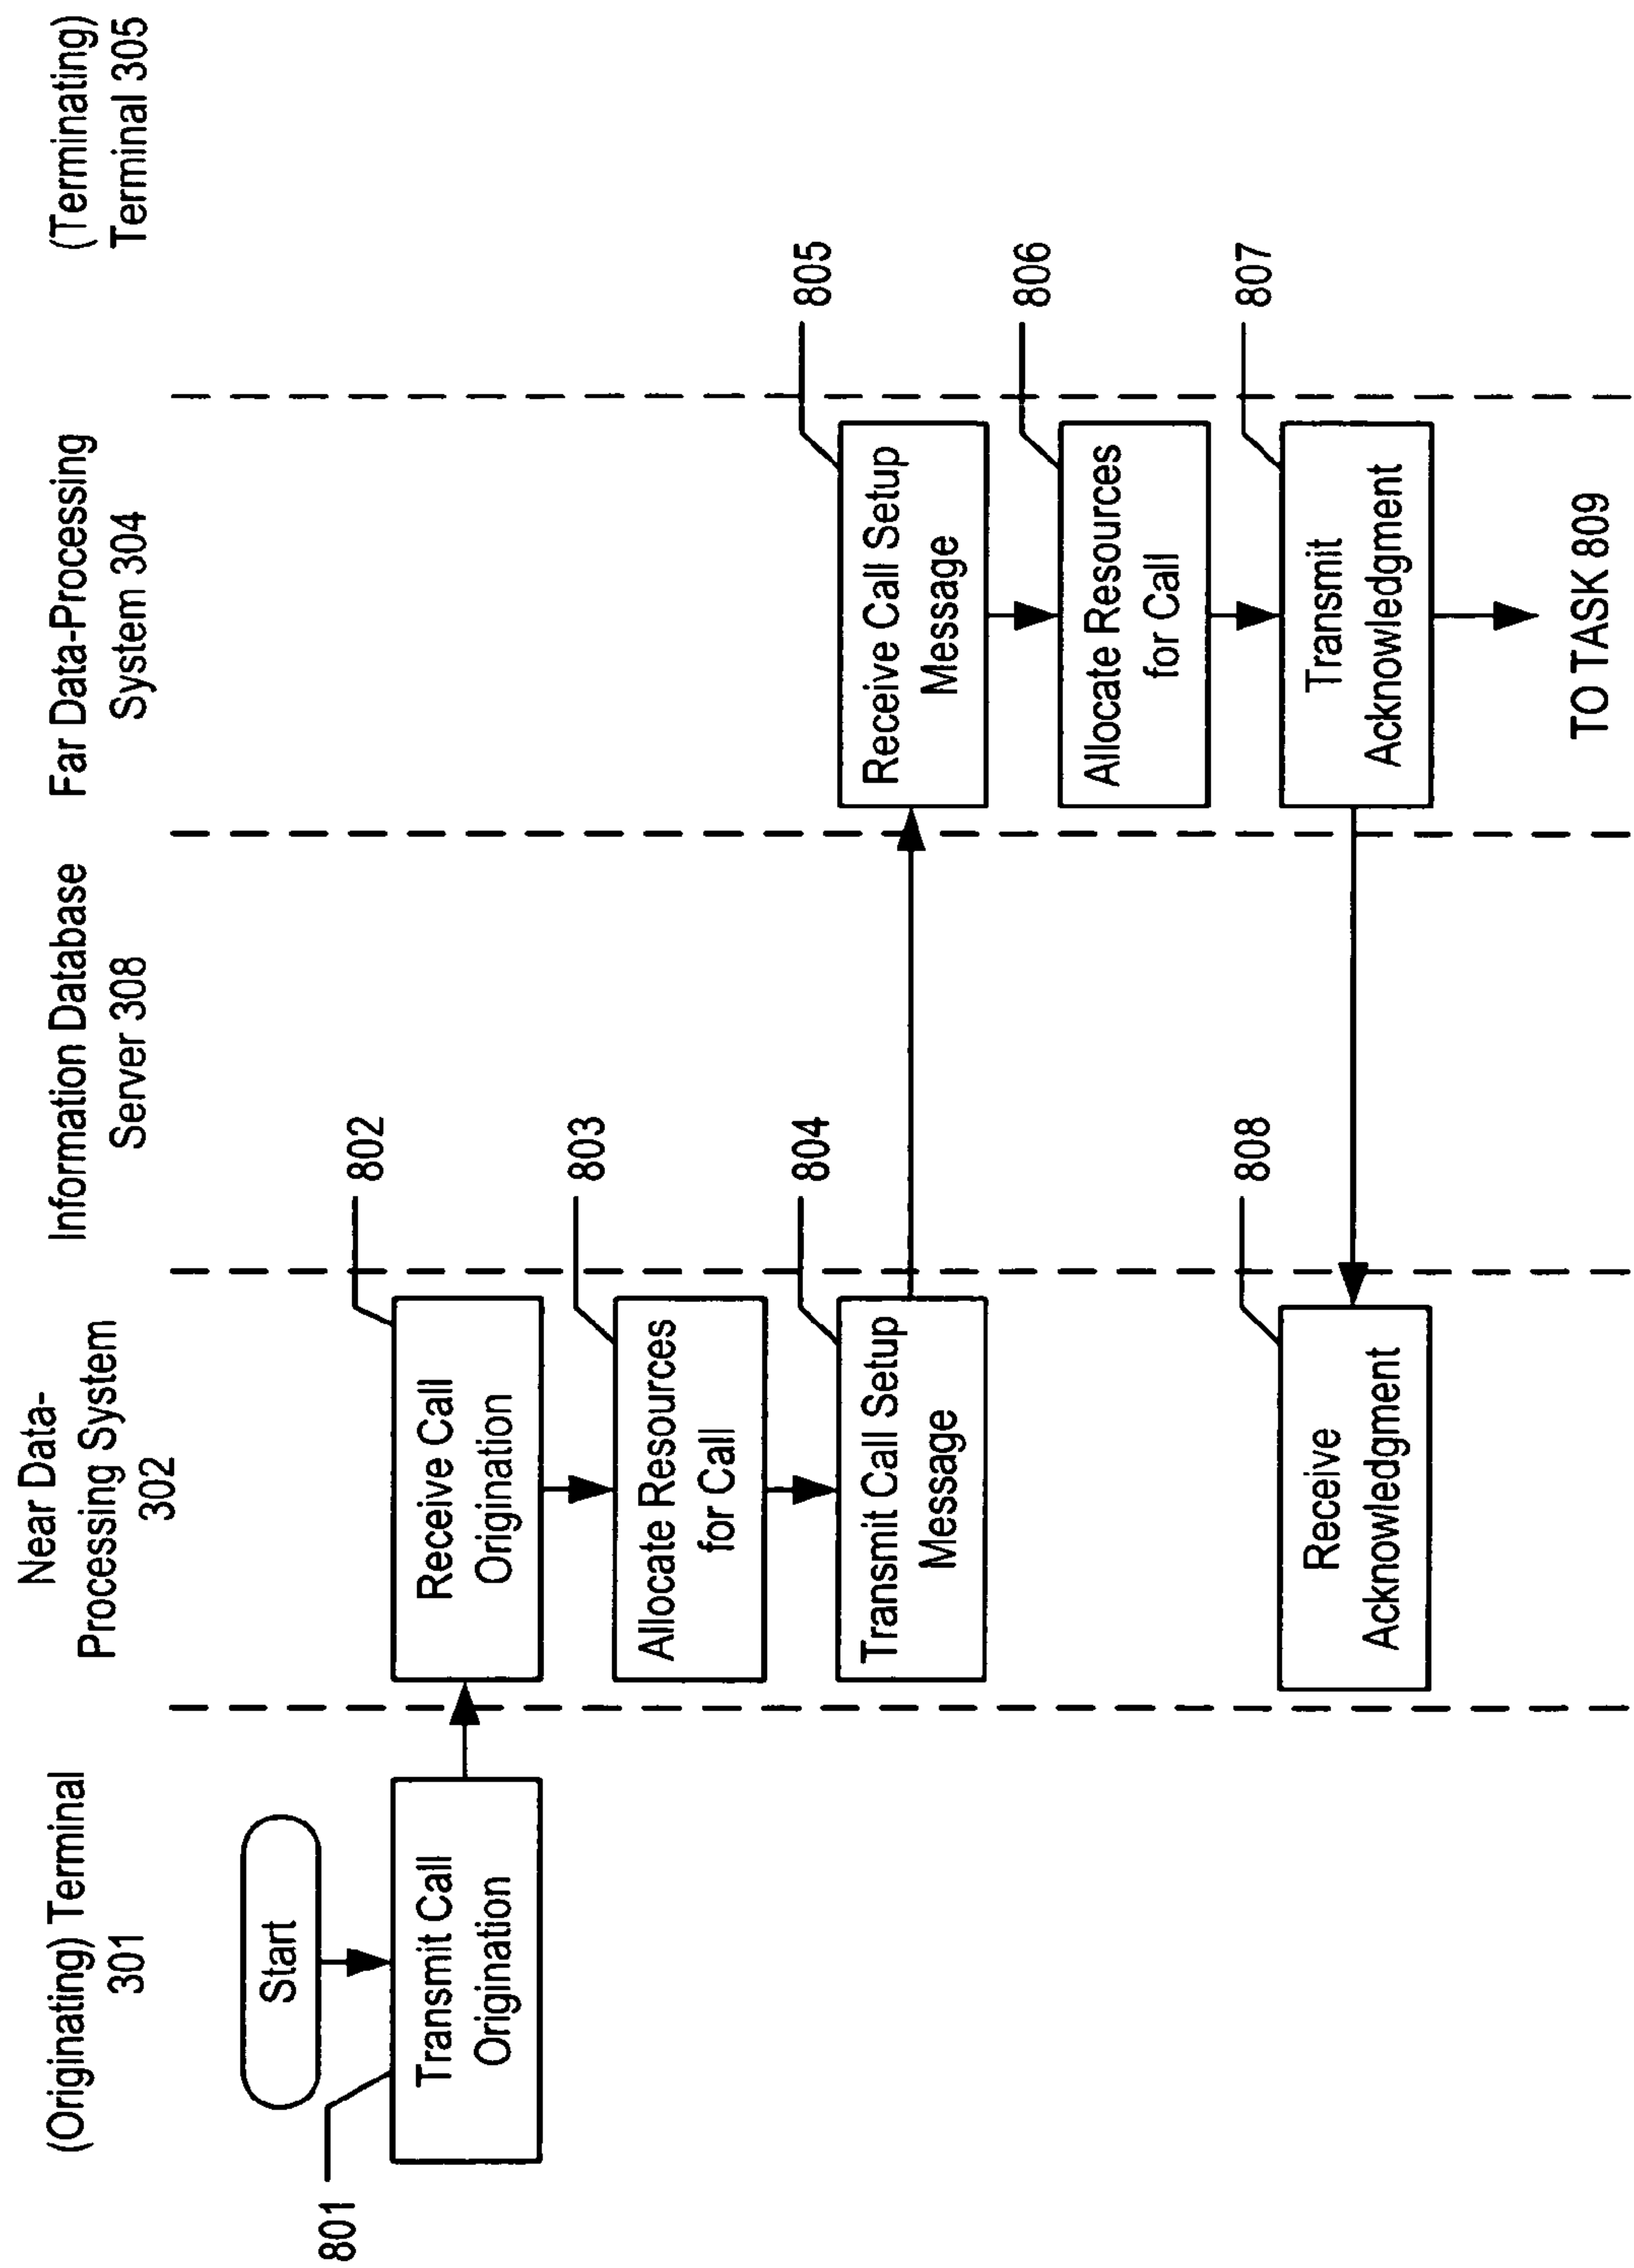 (Originating) Terminal
301
Near Data-
Processing System
302
Information Database
Server 308
Far Data-Processing
System 304
(Terminating)
Terminal 305
Start
801
Transmit Call
Origination
802
Receive Call
Origination
803
Allocate Resources
for Call
804
Transmit Call Setup
Message
805
Receive Call Setup
Message
806
Allocate Resources
for Call
807
Transmit
Acknowledgment
808
Receive
Acknowledgment
TO TASK 809